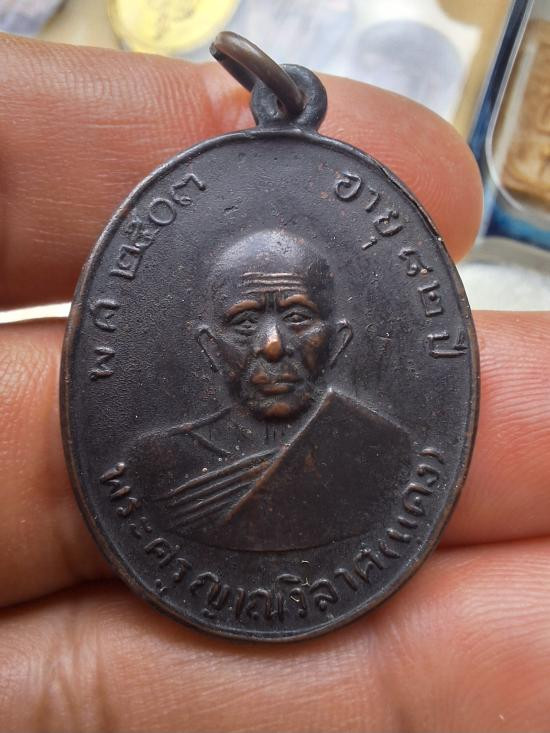 พ ศ ๒๕๐๓
อายุ ๘๒ ปี
พระครูญาณวิลาศ(แดง)